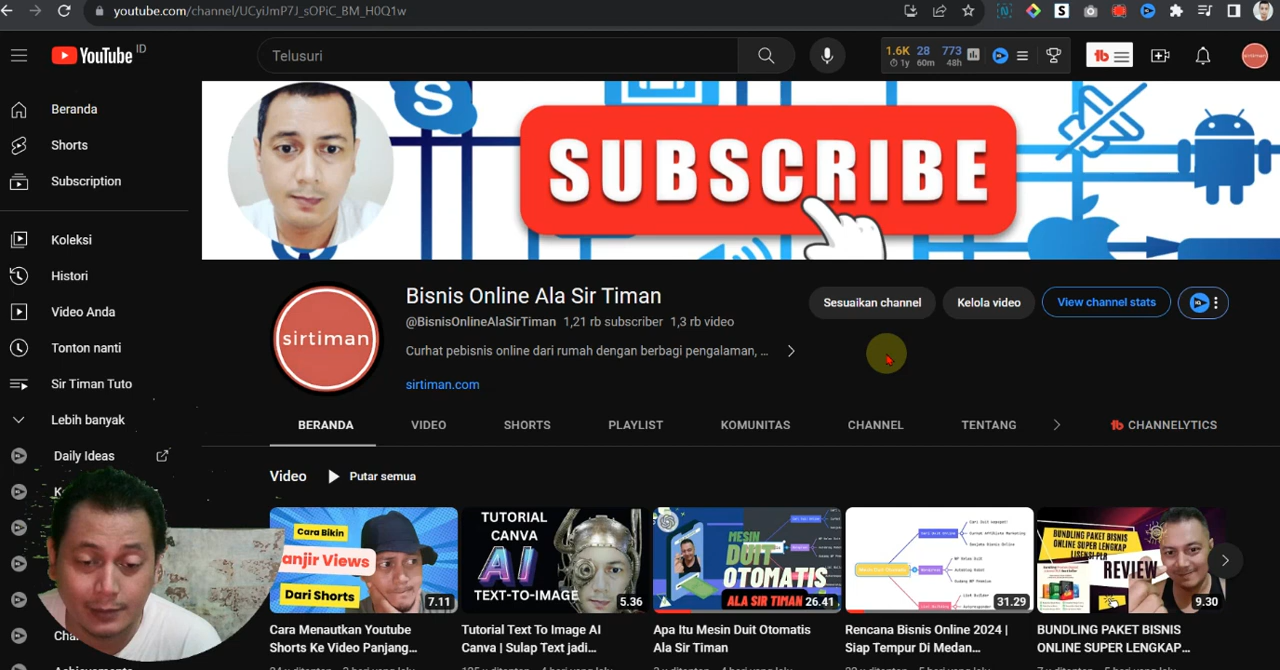 youtube.com/channel/UCyiJmP7J_sOPiC_BM_H0Q1w
YouTube ID
Telusuri
1.6K 28 773
1y 60m 48h
sirtiman
Beranda
Shorts
Subscription
Koleksi
Histori
Video Anda
Tonton nanti
Sir Timan Tuto
Lebih banyak
Daily Ideas
SUBSCRIBE
sirtiman
Bisnis Online Ala Sir Timan
@BisnisOnlineAlaSirTiman 1,21 rb subscriber 1,3 rb video
Curhat pebisnis online dari rumah dengan berbagi pengalaman, ...
sirtiman.com
Sesuaikan channel
Kelola video
View channel stats
BERANDA VIDEO SHORTS PLAYLIST KOMUNITAS CHANNEL TENTANG CHANNELYTICS
Video Putar semua
Cara Bikin
anjir Views
Dari Shorts
7.11
Cara Menautkan Youtube
Shorts Ke Video Panjang...
TUTORIAL
CANVA
AI
TEXT-TO-IMAGE
5.36
Tutorial Text To Image AI
Canva | Sulap Text jadi...
MESIN
DUIT
OTOMATIS
ALA SIR TIMAN
26.41
Apa Itu Mesin Duit Otomatis
Ala Sir Timan
31.29
Rencana Bisnis Online 2024 |
Siap Tempur Di Medan...
BUNDLING PAKET BISNIS
ONLINE SUPER LENGKAP
LISENSI PLR
REVIEW
9.30
BUNDLING PAKET BISNIS
ONLINE SUPER LENGKAP...